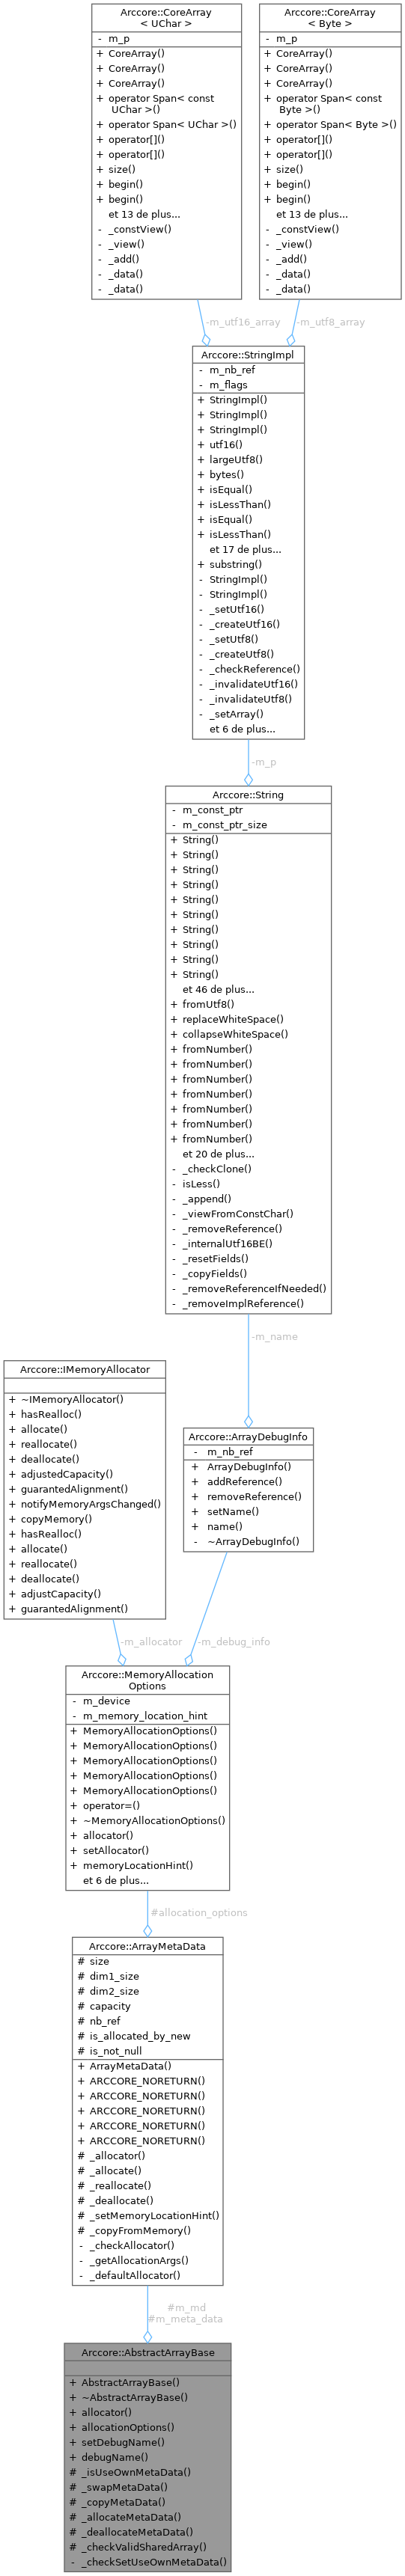 Arccore::CoreArray
< UChar >
- m_p
+ CoreArray()
+ CoreArray()
+ CoreArray()
+ operator Span< const
UChar >()
+ operator Span< UChar >()
+ operator[]()
+ operator[]()
+ size()
+ begin()
+ begin()
et 13 de plus...
- _constView()
- _view()
- _add()
- _data()
- _data()
Arccore::CoreArray
< Byte >
- m_p
+ CoreArray()
+ CoreArray()
+ CoreArray()
+ operator Span< const
Byte >()
+ operator Span< Byte >()
+ operator[]()
+ operator[]()
+ size()
+ begin()
+ begin()
et 13 de plus...
- _constView()
- _view()
- _add()
- _data()
- _data()
-m_utf16_array
-m_utf8_array
Arccore::StringImpl
- m_nb_ref
- m_flags
+ StringImpl()
+ StringImpl()
+ StringImpl()
+ utf16()
+ largeUtf8()
+ bytes()
+ isEqual()
+ isLessThan()
+ isEqual()
+ isLessThan()
et 17 de plus...
+ substring()
- StringImpl()
- StringImpl()
- _setUtf16()
- _createUtf16()
- _setUtf8()
- _createUtf8()
- _checkReference()
- _invalidateUtf16()
- _invalidateUtf8()
- _setArray()
et 6 de plus...
-m_p
Arccore::String
- m_const_ptr
- m_const_ptr_size
+ String()
+ String()
+ String()
+ String()
+ String()
+ String()
+ String()
+ String()
+ String()
+ String()
et 46 de plus...
+ fromUtf8()
+ replaceWhiteSpace()
+ collapseWhiteSpace()
+ fromNumber()
+ fromNumber()
+ fromNumber()
+ fromNumber()
+ fromNumber()
+ fromNumber()
+ fromNumber()
et 20 de plus...
- _checkClone()
- isLess()
- _append()
- _viewFromConstChar()
- _removeReference()
- _internalUtf16BE()
- _resetFields()
- _copyFields()
- _removeReferenceIfNeeded()
- _removeImplReference()
-m_name
Arccore::IMemoryAllocator
+ ~IMemoryAllocator()
+ hasRealloc()
+ allocate()
+ reallocate()
+ deallocate()
+ adjustedCapacity()
+ guarantedAlignment()
+ notifyMemoryArgsChanged()
+ copyMemory()
+ hasRealloc()
+ allocate()
+ reallocate()
+ deallocate()
+ adjustCapacity()
+ guarantedAlignment()
Arccore::ArrayDebugInfo
- m_nb_ref
+ ArrayDebugInfo()
+ addReference()
+ removeReference()
+ setName()
+ name()
- ~ArrayDebugInfo()
-m_allocator
-m_debug_info
Arccore::MemoryAllocation
Options
- m_device
- m_memory_location_hint
+ MemoryAllocationOptions()
+ MemoryAllocationOptions()
+ MemoryAllocationOptions()
+ MemoryAllocationOptions()
+ MemoryAllocationOptions()
+ operator=()
+ ~MemoryAllocationOptions()
+ allocator()
+ setAllocator()
+ memoryLocationHint()
et 6 de plus...
#allocation_options
Arccore::ArrayMetaData
# size
# dim1_size
# dim2_size
# capacity
# nb_ref
# is_allocated_by_new
# is_not_null
+ ArrayMetaData()
+ ARCCORE_NORETURN()
+ ARCCORE_NORETURN()
+ ARCCORE_NORETURN()
+ ARCCORE_NORETURN()
+ ARCCORE_NORETURN()
# _allocator()
# _allocate()
# _reallocate()
# _deallocate()
# _setMemoryLocationHint()
# _copyFromMemory()
- _checkAllocator()
- _getAllocationArgs()
- _defaultAllocator()
#m_md
#m_meta_data
Arccore::AbstractArrayBase
+ AbstractArrayBase()
+ ~AbstractArrayBase()
+ allocator()
+ allocationOptions()
+ setDebugName()
+ debugName()
# _isUseOwnMetaData()
# _swapMetaData()
# _copyMetaData()
# _allocateMetaData()
# _deallocateMetaData()
# _checkValidSharedArray()
- _checkSetUseOwnMetaData()